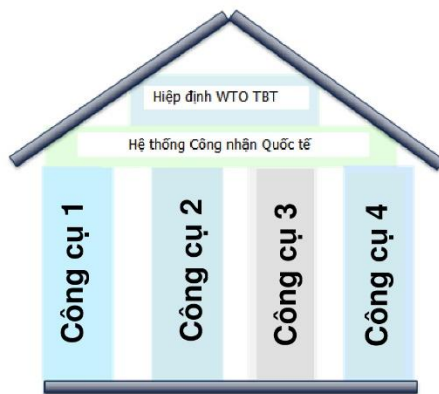 Hiệp định WTO TBT
Hệ thống Công nhận Quốc tế
Công cụ 1
Công cụ 2
Công cụ 3
Công cụ 4